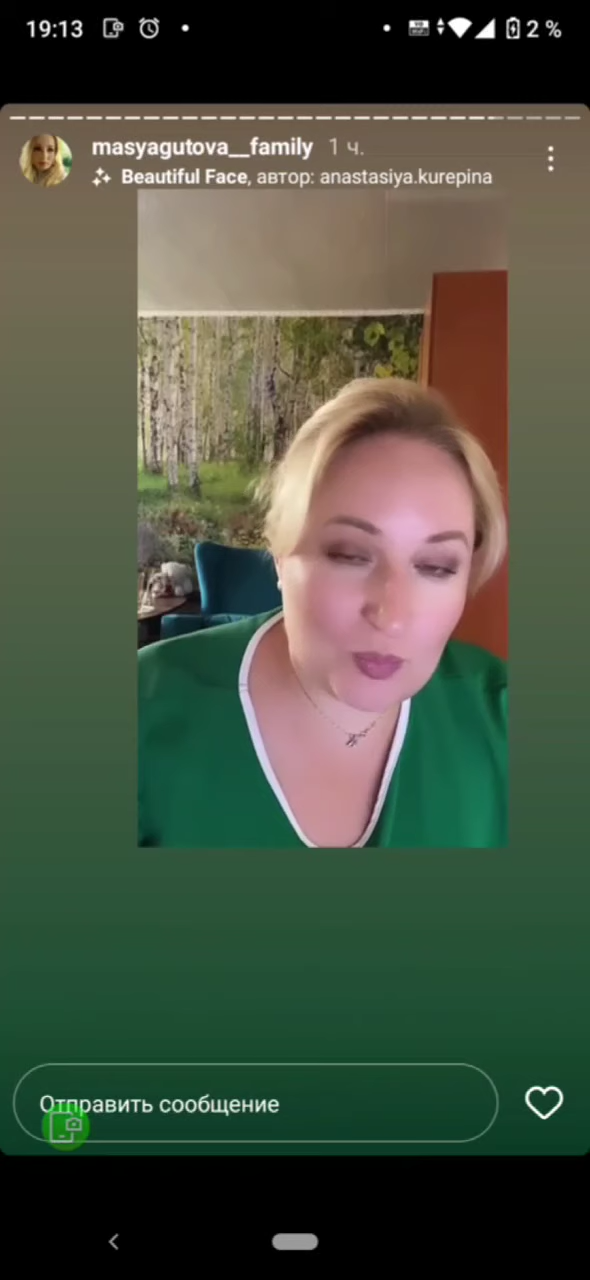 19:13 2 %
masyagutova__family 1 ч.
Beautiful Face, автор: anastasiya.kurepina
Отправить сообщение